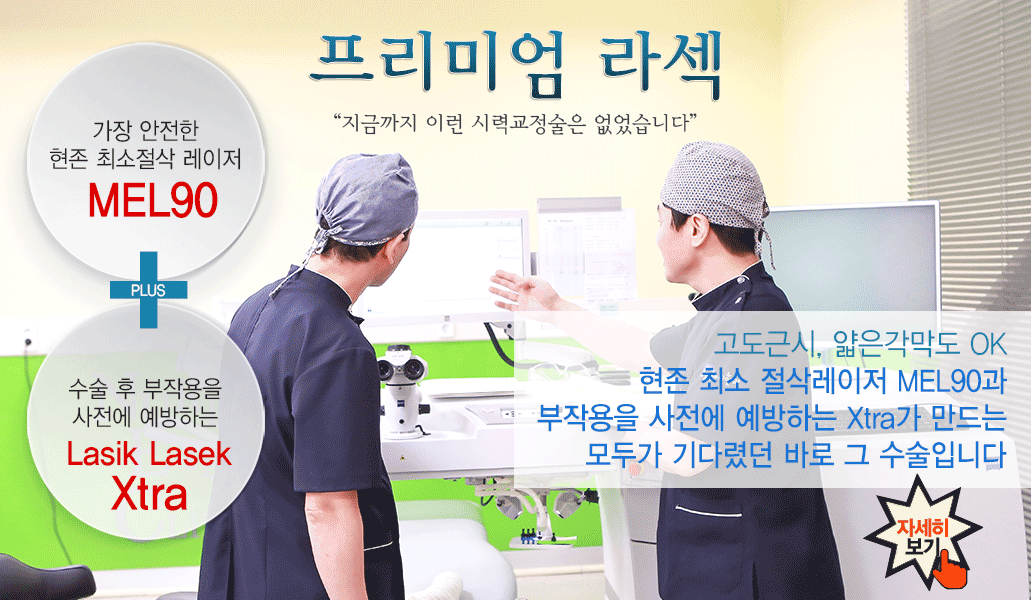 프리미엄 라섹
“지금까지 이런 시력교정술은 없었습니다”
가장 안전한
현존 최소절삭 레이저
MEL90
PLUS
수술 후 부작용을
사전에 예방하는
Lasik Lasek
Xtra
고도근시, 얇은각막도 OK
현존 최소 절삭레이저 MEL90과
부작용을 사전에 예방하는 Xtra가 만드는
모두가 기다렸던 바로 그 수술입니다
자세히
보기